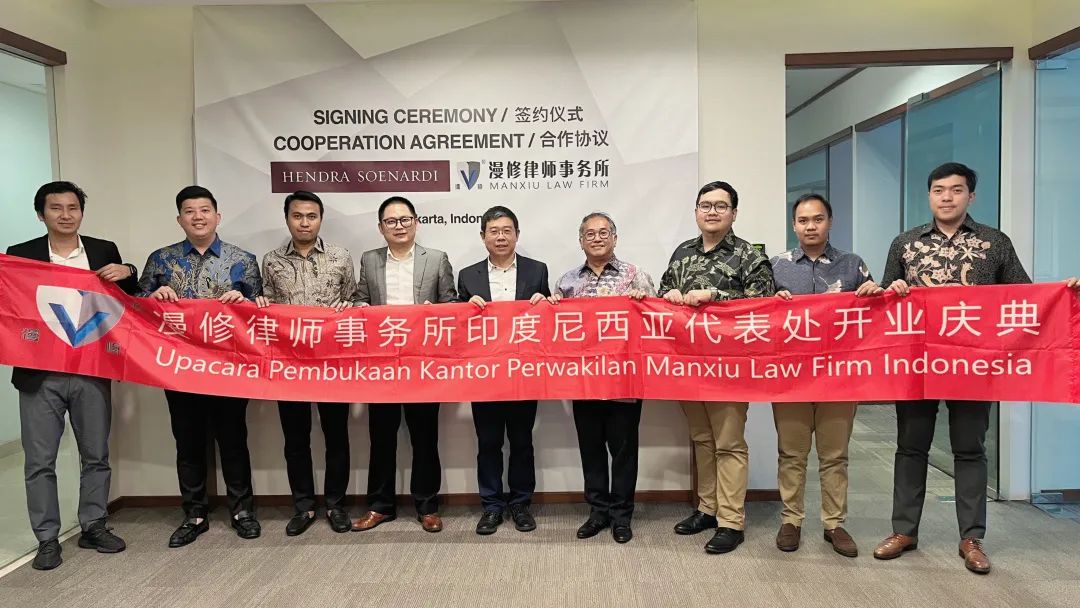 SIGNING CEREMONY / 签约仪式
COOPERATION AGREEMENT / 合作协议
HENDRA SOENARDI
漫修律师事务所
MANXIU LAW FIRM
漫修律师事务所印度尼西亚代表处开业庆典
Upacara Pembukaan Kantor Perwakilan Manxiu Law Firm Indonesia
漫 修